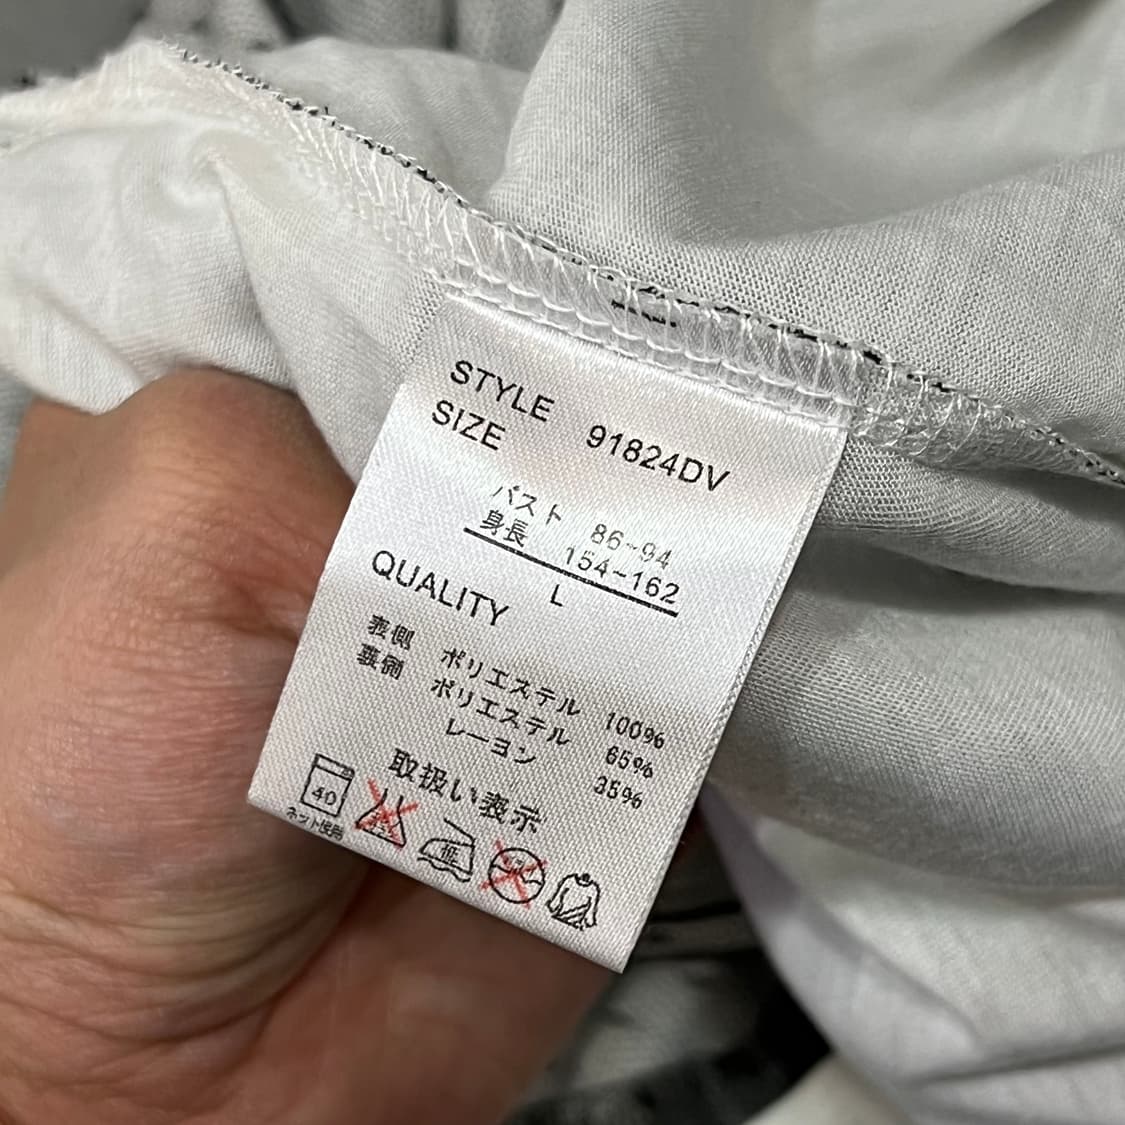 STYLE 91824DV
SIZE
バスト 86~94
身長 154~162
L
QUALITY
表側 ポリエステル 100%
裏側 ポリエステル 65%
レーヨン 35%
取扱い表示
40
ネット使用